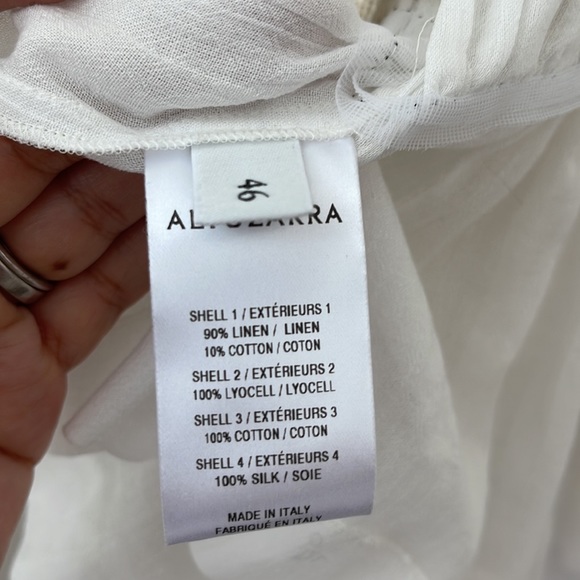 46
ALTUZARRA
SHELL 1 / EXTÉRIEURS 1
90% LINEN / LINEN
10% COTTON / COTON
SHELL 2 / EXTÉRIEURS 2
100% LYOCELL / LYOCELL
SHELL 3 / EXTÉRIEURS 3
100% COTTON / COTON
SHELL 4 / EXTÉRIEURS 4
100% SILK / SOIE
MADE IN ITALY
FABRIQUÉ EN ITALY